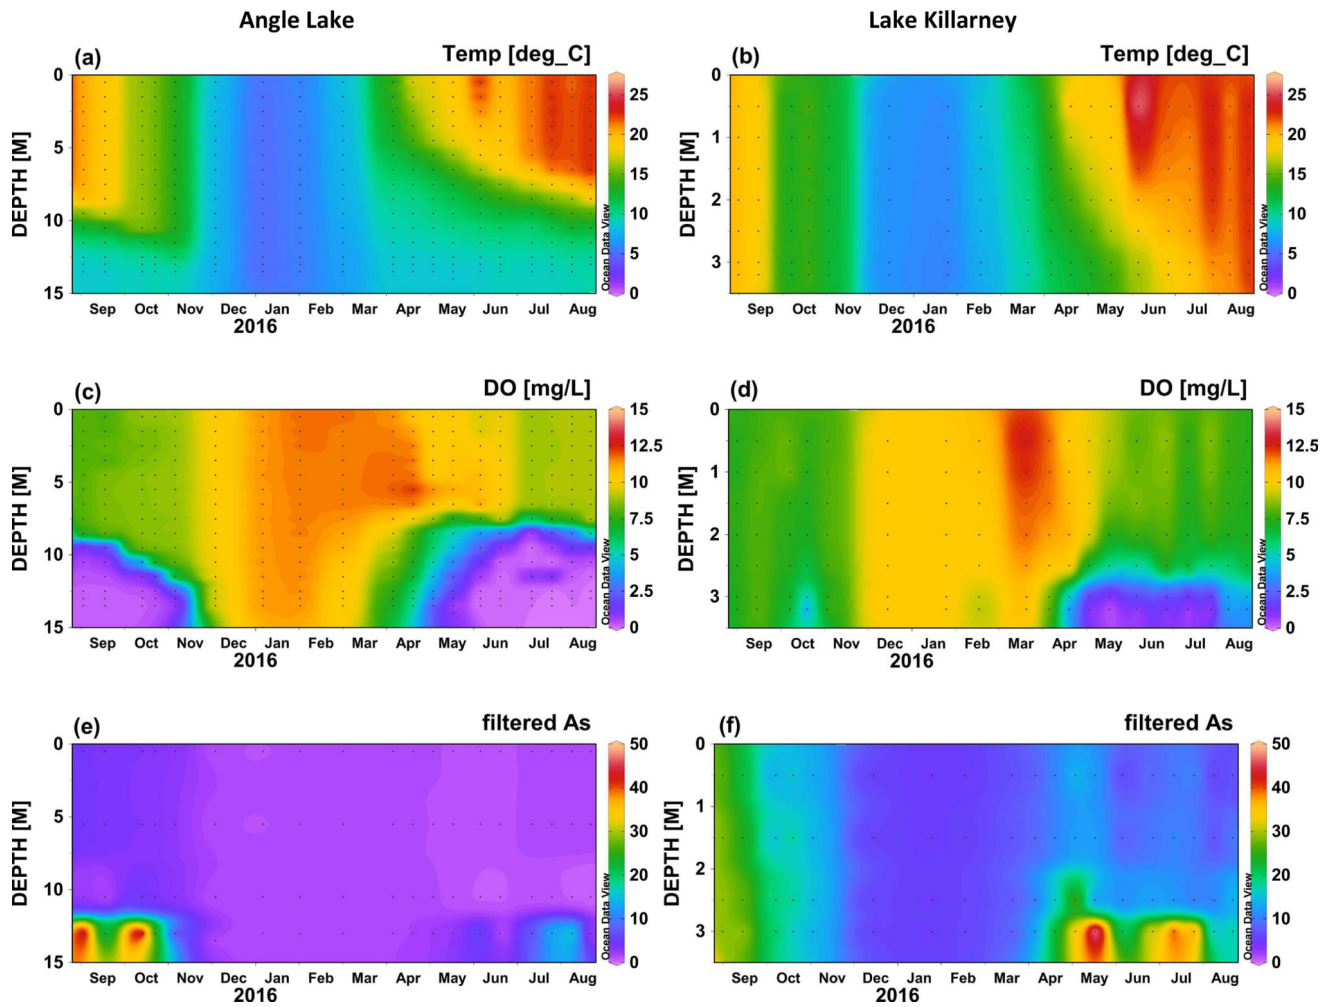 Angle Lake
Lake Killarney
(a)
Temp [deg_C]
0
5
10
15
DEPTH [M]
Sep Oct Nov Dec Jan Feb Mar Apr May Jun Jul Aug
2016
25
20
15
10
5
0
Ocean Data View
(b)
Temp [deg_C]
0
1
2
3
DEPTH [M]
Sep Oct Nov Dec Jan Feb Mar Apr May Jun Jul Aug
2016
25
20
15
10
5
0
Ocean Data View
(c)
DO [mg/L]
0
5
10
15
DEPTH [M]
Sep Oct Nov Dec Jan Feb Mar Apr May Jun Jul Aug
2016
15
12.5
10
7.5
5
2.5
0
Ocean Data View
(d)
DO [mg/L]
0
1
2
3
DEPTH [M]
Sep Oct Nov Dec Jan Feb Mar Apr May Jun Jul Aug
2016
15
12.5
10
7.5
5
2.5
0
Ocean Data View
(e)
filtered As
0
5
10
15
DEPTH [M]
Sep Oct Nov Dec Jan Feb Mar Apr May Jun Jul Aug
2016
50
40
30
20
10
0
Ocean Data View
(f)
filtered As
0
1
2
3
DEPTH [M]
Sep Oct Nov Dec Jan Feb Mar Apr May Jun Jul Aug
2016
50
40
30
20
10
0
Ocean Data View